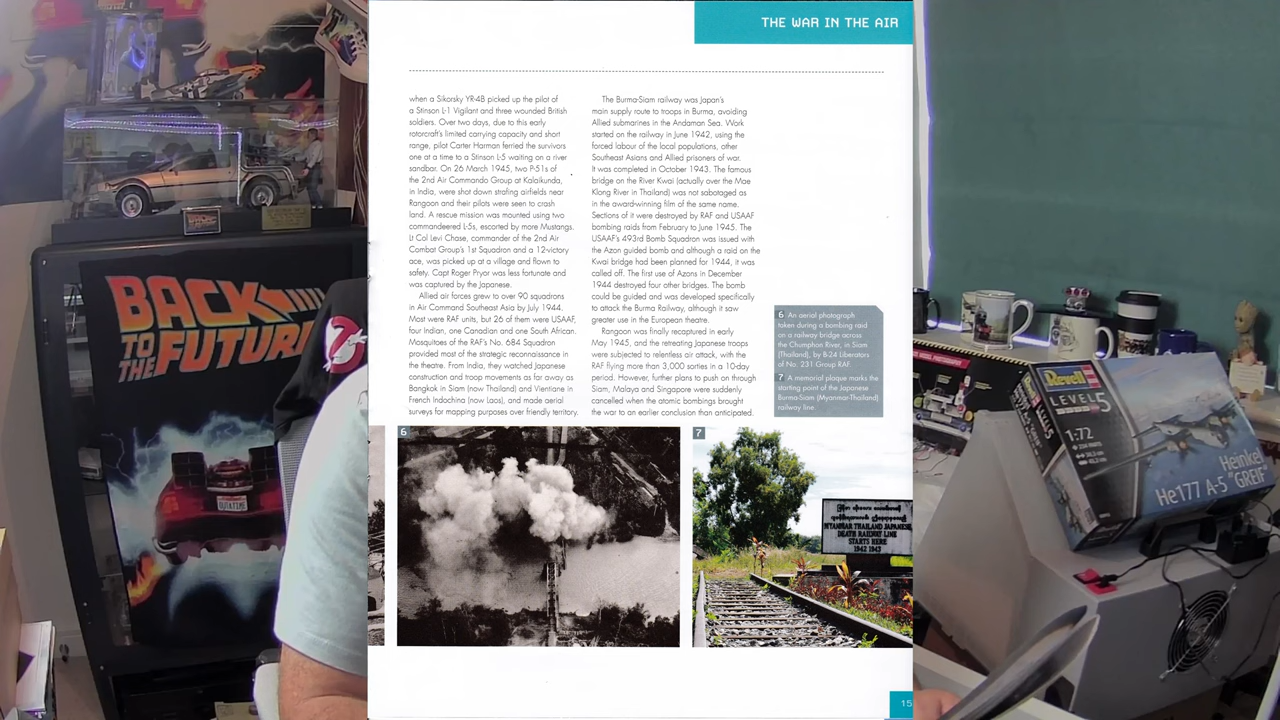 THE WAR IN THE AIR
when a Sikorsky YR-4B picked up the pilot of
a Stinson L-1 Vigilant and three wounded British
soldiers. Over two days, due to this early
rotorcraft's limited carrying capacity and short
range, pilot Carter Harman ferried the survivors
one at a time to a Stinson L-5 waiting on a river
sandbar. On 26 March 1945, two P-51s of
the 2nd Air Commando Group at Kalaikunda,
in India, were shot down strafing airfields near
Rangoon and their pilots were seen to crash
land. A rescue mission was mounted using two
commandeered L-5s, escorted by more Mustangs.
Lt Col Levi Chase, commander of the 2nd Air
Combat Group's 1st Squadron and a 12-victory
ace, was picked up at a village and flown to
safety. Capt Roger Pryor was less fortunate and
was captured by the Japanese.
Allied air forces grew to over 90 squadrons
in Air Command Southeast Asia by July 1944.
Most were RAF units, but 26 of them were USAAF,
four Indian, one Canadian and one South African.
Mosquitoes of the RAF's No. 684 Squadron
provided most of the strategic reconnaissance in
the theatre. From India, they watched Japanese
construction and troop movements as far away as
Bangkok in Siam (now Thailand) and Vientiane in
French Indochina (now Laos), and made aerial
surveys for mapping purposes over friendly territory.
The Burma-Siam railway was Japan's
main supply route to troops in Burma, avoiding
Allied submarines in the Andaman Sea. Work
started on the railway in June 1942, using the
forced labour of the local populations, other
Southeast Asians and Allied prisoners of war.
It was completed in October 1943. The famous
bridge on the River Kwai (actually over the Mae
Klong River in Thailand) was not sabotaged as
in the award-winning film of the same name.
Sections of it were destroyed by RAF and USAAF
bombing raids from February to June 1945. The
USAAF's 493rd Bomb Squadron was issued with
the Azon guided bomb and although a raid on the
Kwai bridge had been planned for 1944, it was
called off. The first use of Azons in December
1944 destroyed four other bridges. The bomb
could be guided and was developed specifically
to attack the Burma Railway, although it saw
greater use in the European theatre.
Rangoon was finally recaptured in early
May 1945, and the retreating Japanese troops
were subjected to relentless air attack, with the
RAF flying more than 3,000 sorties in a 10-day
period. However, further plans to push on through
Siam, Malaya and Singapore were suddenly
cancelled when the atomic bombings brought
the war to an earlier conclusion than anticipated.
6 An aerial photograph
taken during a bombing raid
on a railway bridge across
the Chumphon River, in Siam
(Thailand), by B-24 Liberators
of No. 231 Group RAF.
7 A memorial plaque marks the
starting point of the Japanese
Burma-Siam (Myanmar-Thailand)
railway line.
6
7
MYANMAR THAILAND JAPANESE
DEATH RAILWAY LINE
STARTS HERE
1942 1943
15
BACK
TO THE
FUTURE
OUTATIME
Revell
LEVEL 5
1:72
Heinkel
He177 A-5 "GREIF"